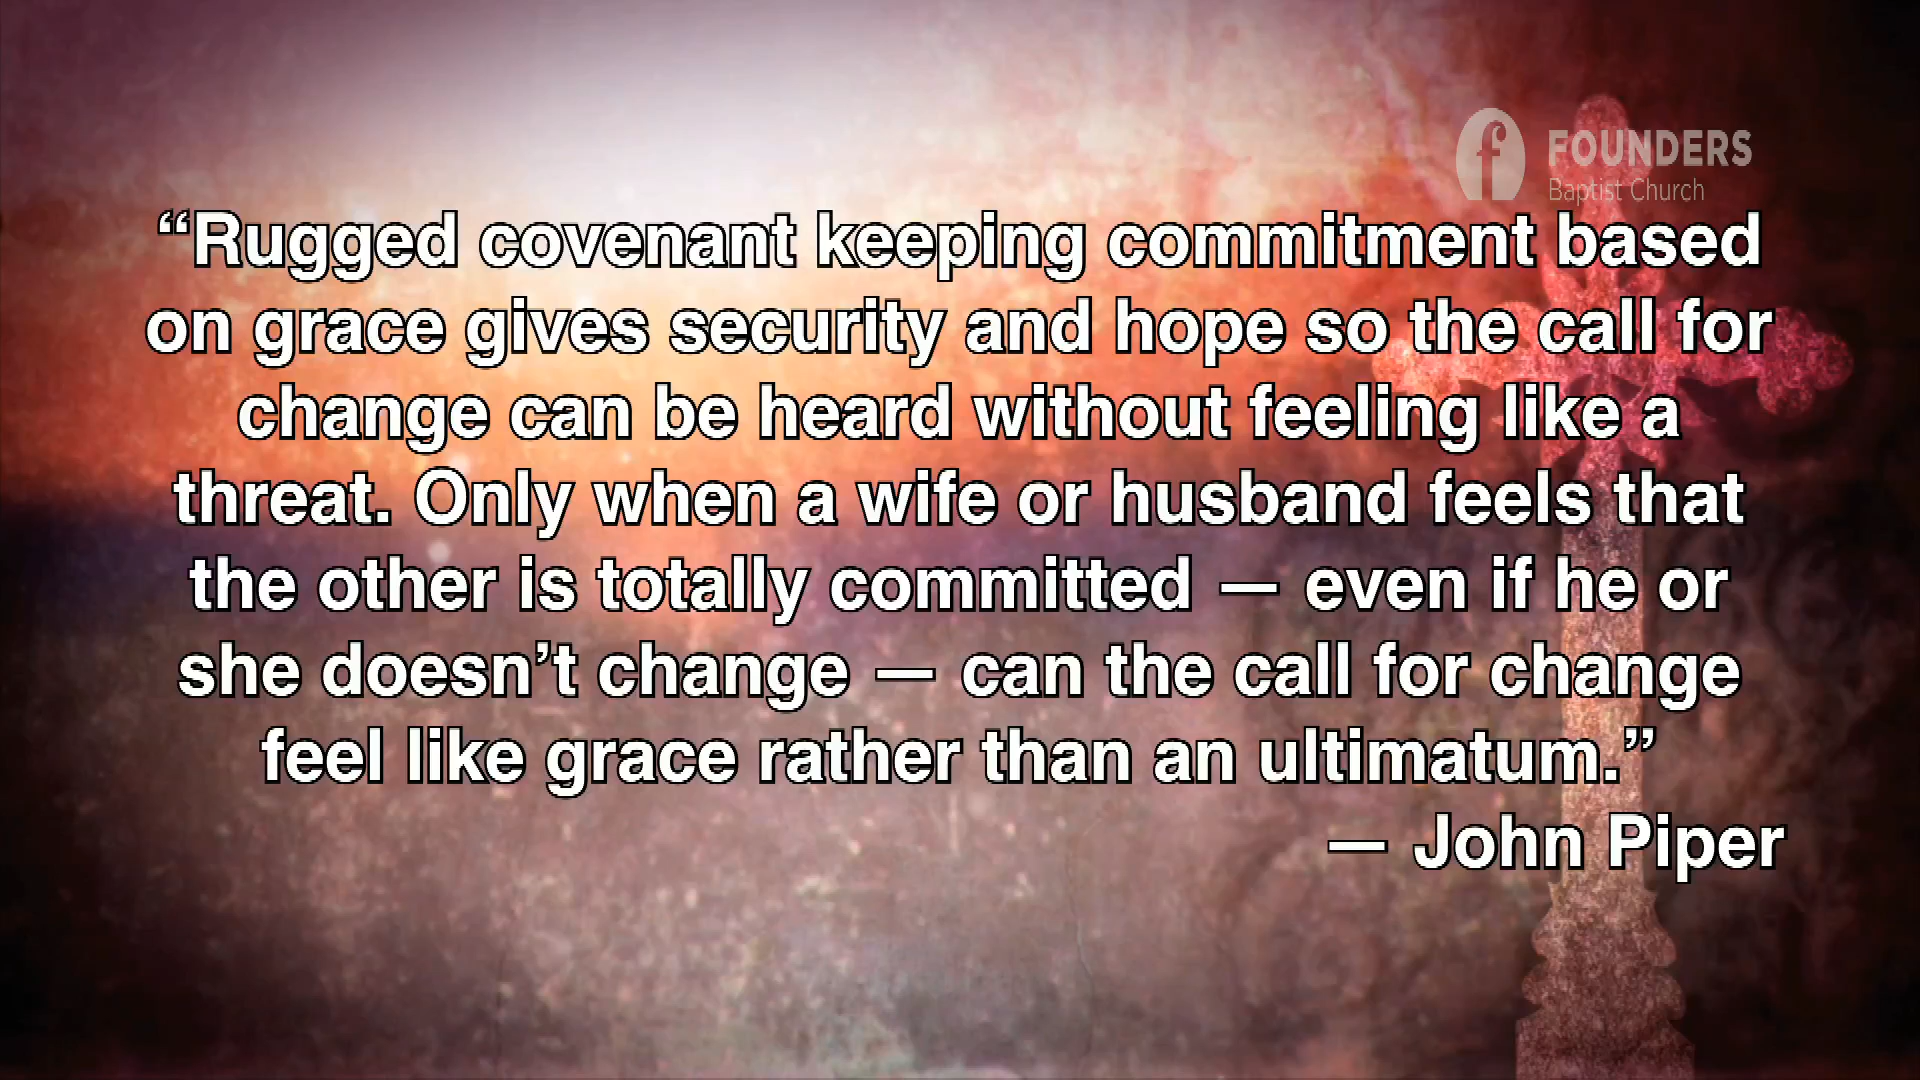 FOUNDERS
Baptist Church
“Rugged covenant keeping commitment based
on grace gives security and hope so the call for
change can be heard without feeling like a
threat. Only when a wife or husband feels that
the other is totally committed — even if he or
she doesn’t change — can the call for change
feel like grace rather than an ultimatum.”
— John Piper